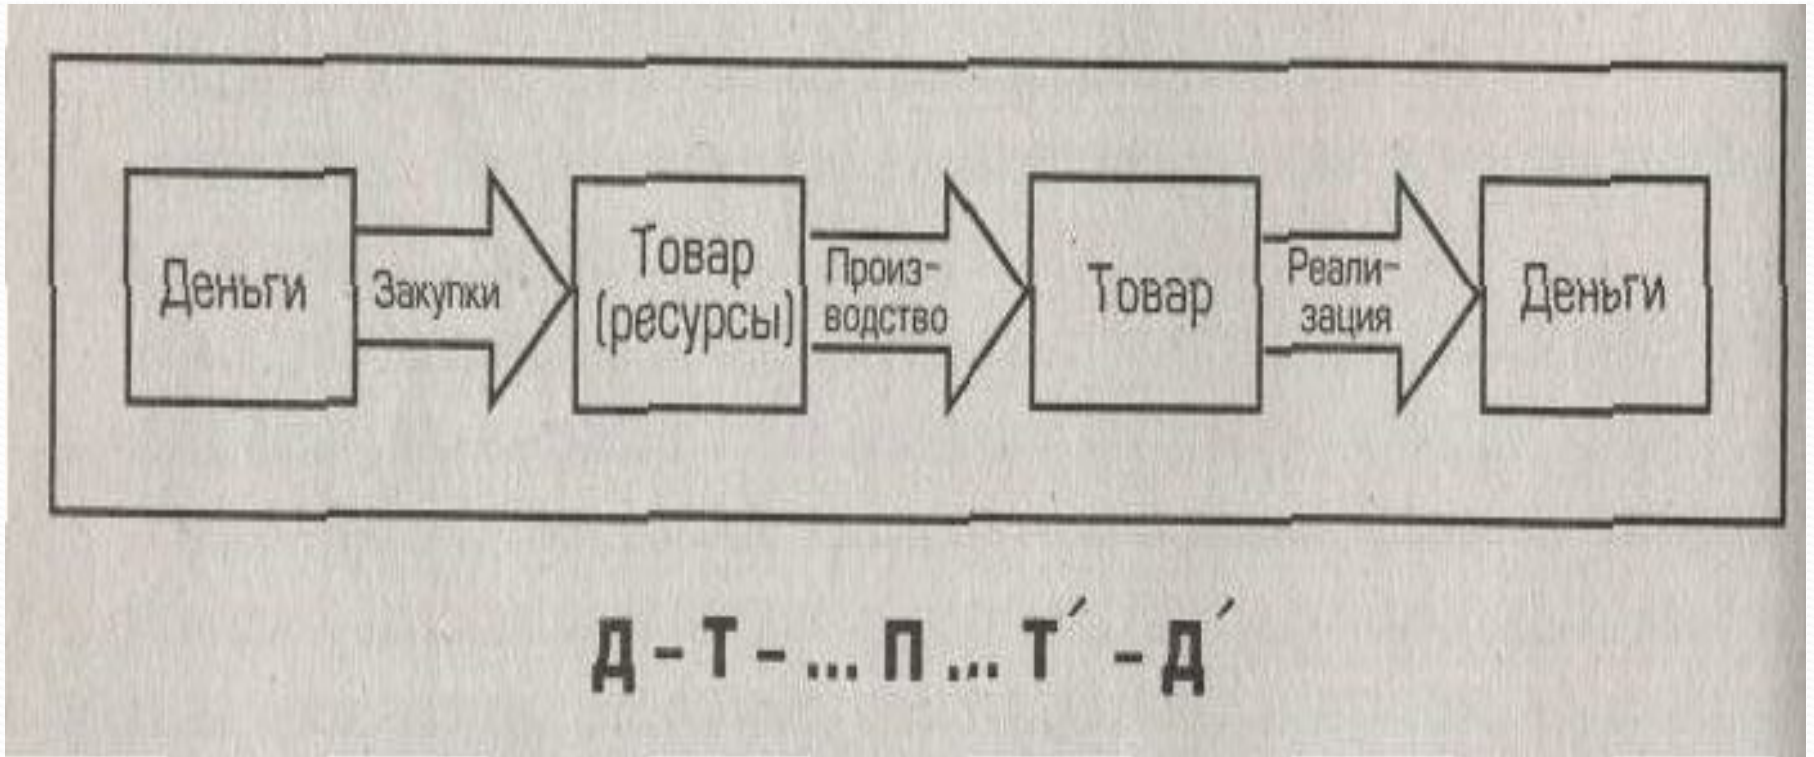 Деньги
Закупки
Товар
(ресурсы)
Произ-
водство
Товар
Реали-
зация
Деньги
Д – Т – ... П ... Т´ – Д´